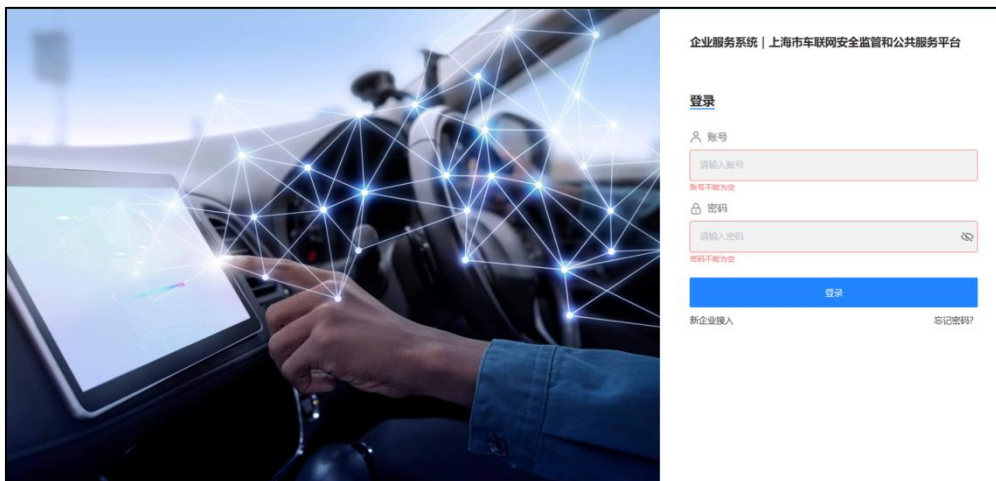 企业服务系统 | 上海市车联网安全监管和公共服务平台
登录
账号
请输入账号
账号不能为空
密码
请输入密码
密码不能为空
登录
新企业接入 忘记密码?